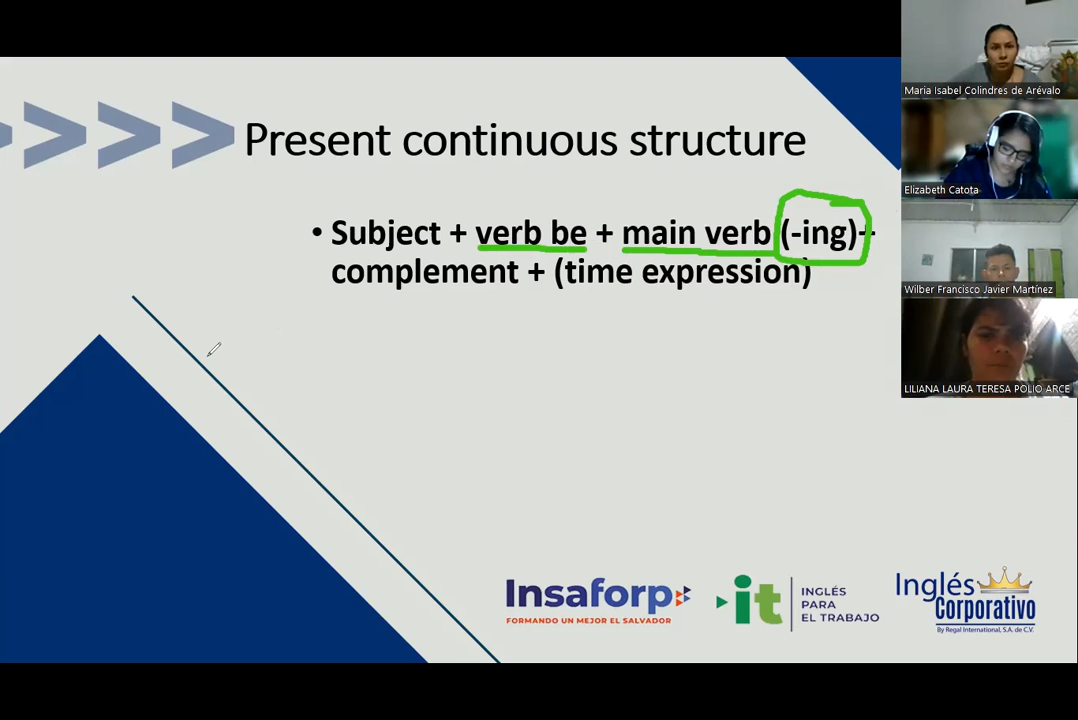 Present continuous structure
• Subject + verb be + main verb (-ing)+
complement + (time expression)
Maria Isabel Colindres de Arévalo
Elizabeth Catota
Wilber Francisco Javier Martínez
LILIANA LAURA TERESA POLIO ARCE
Insaforp
FORMANDO UN MEJOR EL SALVADOR
it
INGLÉS
PARA
EL TRABAJO
Inglés
Corporativo
By Regal International, S.A. de C.V.